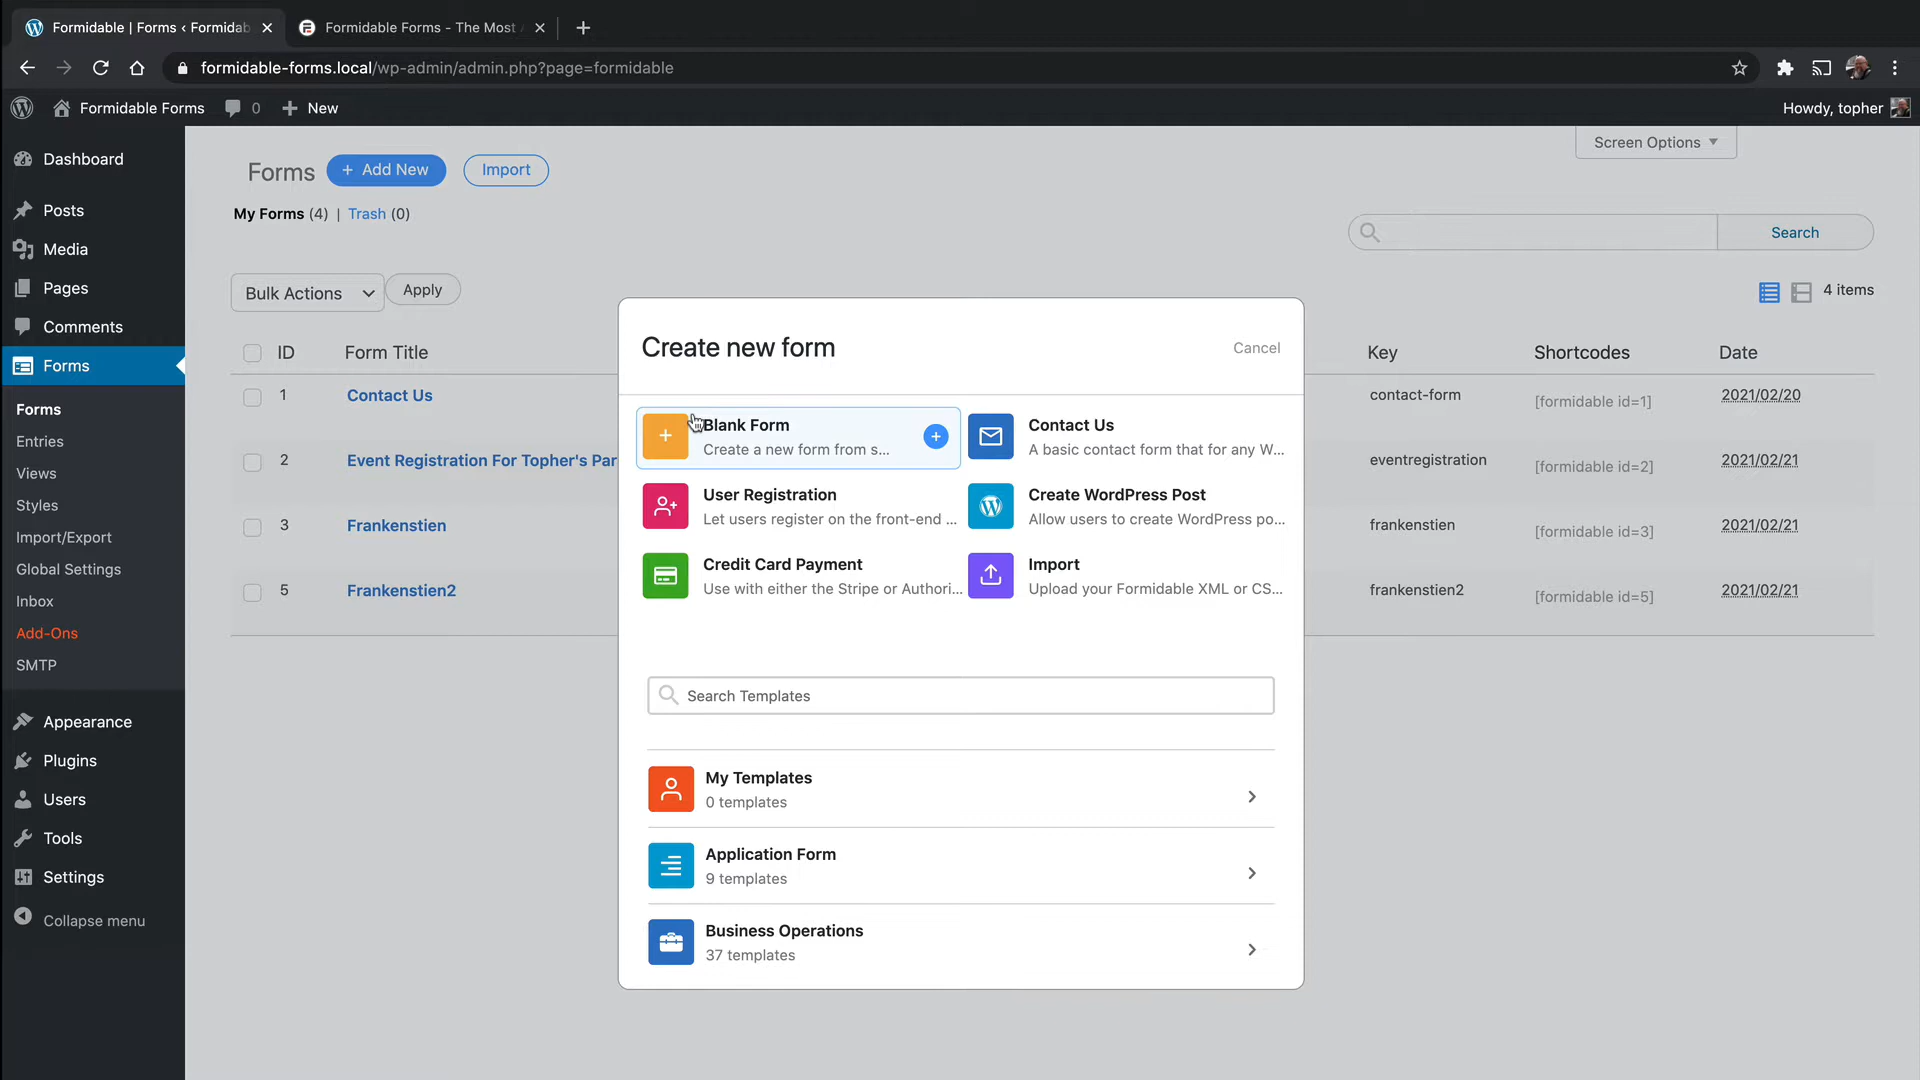 Formidable | Forms ‹ Formidab
Formidable Forms - The Most
formidable-forms.local/wp-admin/admin.php?page=formidable
Formidable Forms
0
New
Howdy, topher
Dashboard
Posts
Media
Pages
Comments
Forms
Forms
Entries
Views
Styles
Import/Export
Global Settings
Inbox
Add-Ons
SMTP
Appearance
Plugins
Users
Tools
Settings
Collapse menu
Screen Options
Forms
+ Add New
Import
My Forms (4) | Trash (0)
Search
Bulk Actions
Apply
4 items
ID
Form Title
Key
Shortcodes
Date
1
Contact Us
contact-form
[formidable id=1]
2021/02/20
2
Event Registration For Topher's Par
eventregistration
[formidable id=2]
2021/02/21
3
Frankenstien
frankenstien
[formidable id=3]
2021/02/21
5
Frankenstien2
frankenstien2
[formidable id=5]
2021/02/21
Create new form
Cancel
Blank Form
Create a new form from s...
Contact Us
A basic contact form that for any W...
User Registration
Let users register on the front-end ...
Create WordPress Post
Allow users to create WordPress po...
Credit Card Payment
Use with either the Stripe or Authori...
Import
Upload your Formidable XML or CS...
Search Templates
My Templates
0 templates
Application Form
9 templates
Business Operations
37 templates